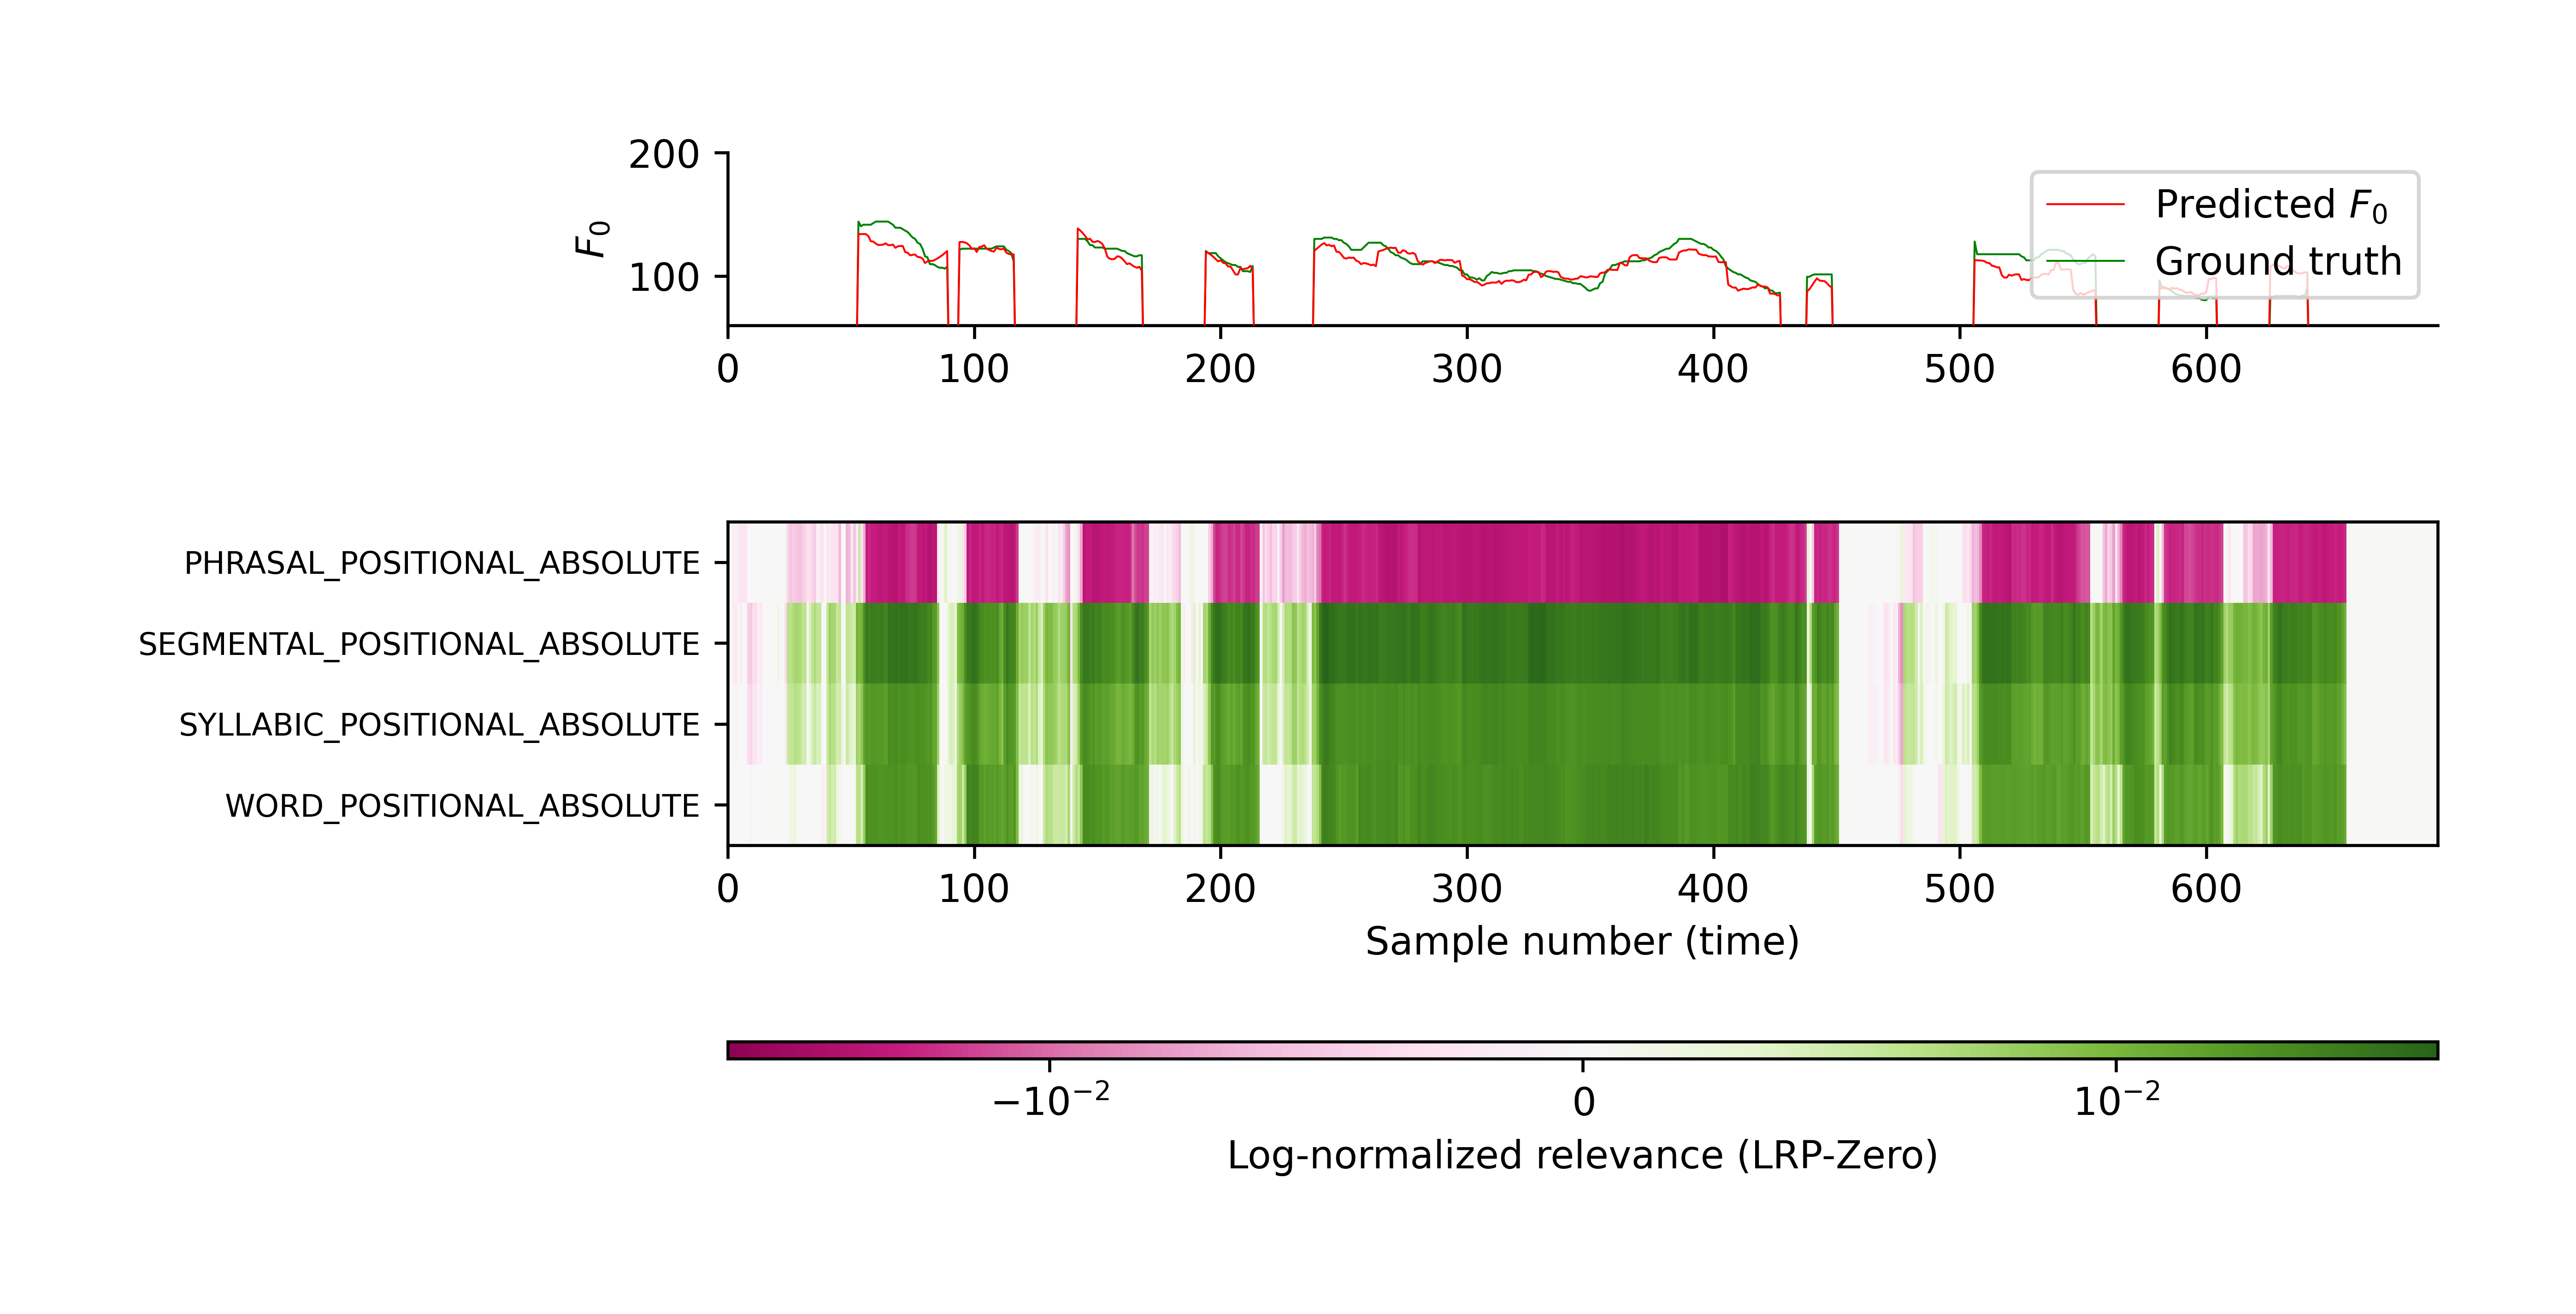 200
100
F₀
Predicted F₀
Ground truth
0 100 200 300 400 500 600
PHRASAL_POSITIONAL_ABSOLUTE
SEGMENTAL_POSITIONAL_ABSOLUTE
SYLLABIC_POSITIONAL_ABSOLUTE
WORD_POSITIONAL_ABSOLUTE
0 100 200 300 400 500 600
Sample number (time)
−10⁻² 0 10⁻²
Log-normalized relevance (LRP-Zero)